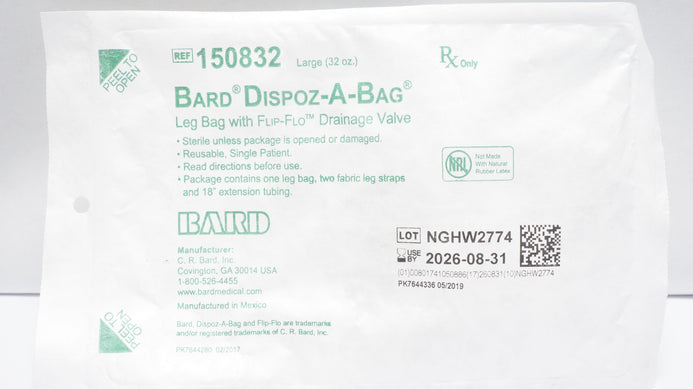 PEEL TO
OPEN
REF 150832 Large (32 oz.)
Rx Only
BARD® DISPOZ-A-BAG®
Leg Bag with FLIP-FLO™ Drainage Valve
• Sterile unless package is opened or damaged.
• Reusable, Single Patient.
• Read directions before use.
• Package contains one leg bag, two fabric leg straps
and 18" extension tubing.
NRL
Not Made
With Natural
Rubber Latex
BARD
Manufacturer:
C. R. Bard, Inc.
Covington, GA 30014 USA
1-800-526-4455
www.bardmedical.com
Manufactured in Mexico
LOT NGHW2774
USE
BY 2026-08-31
(01)00801741050886(17)260831(10)NGHW2774
PK7644336 05/2019
PEEL TO
OPEN
Bard, Dispoz-A-Bag and Flip-Flo are trademarks
and/or registered trademarks of C. R. Bard, Inc.
PK7644280 02/2017